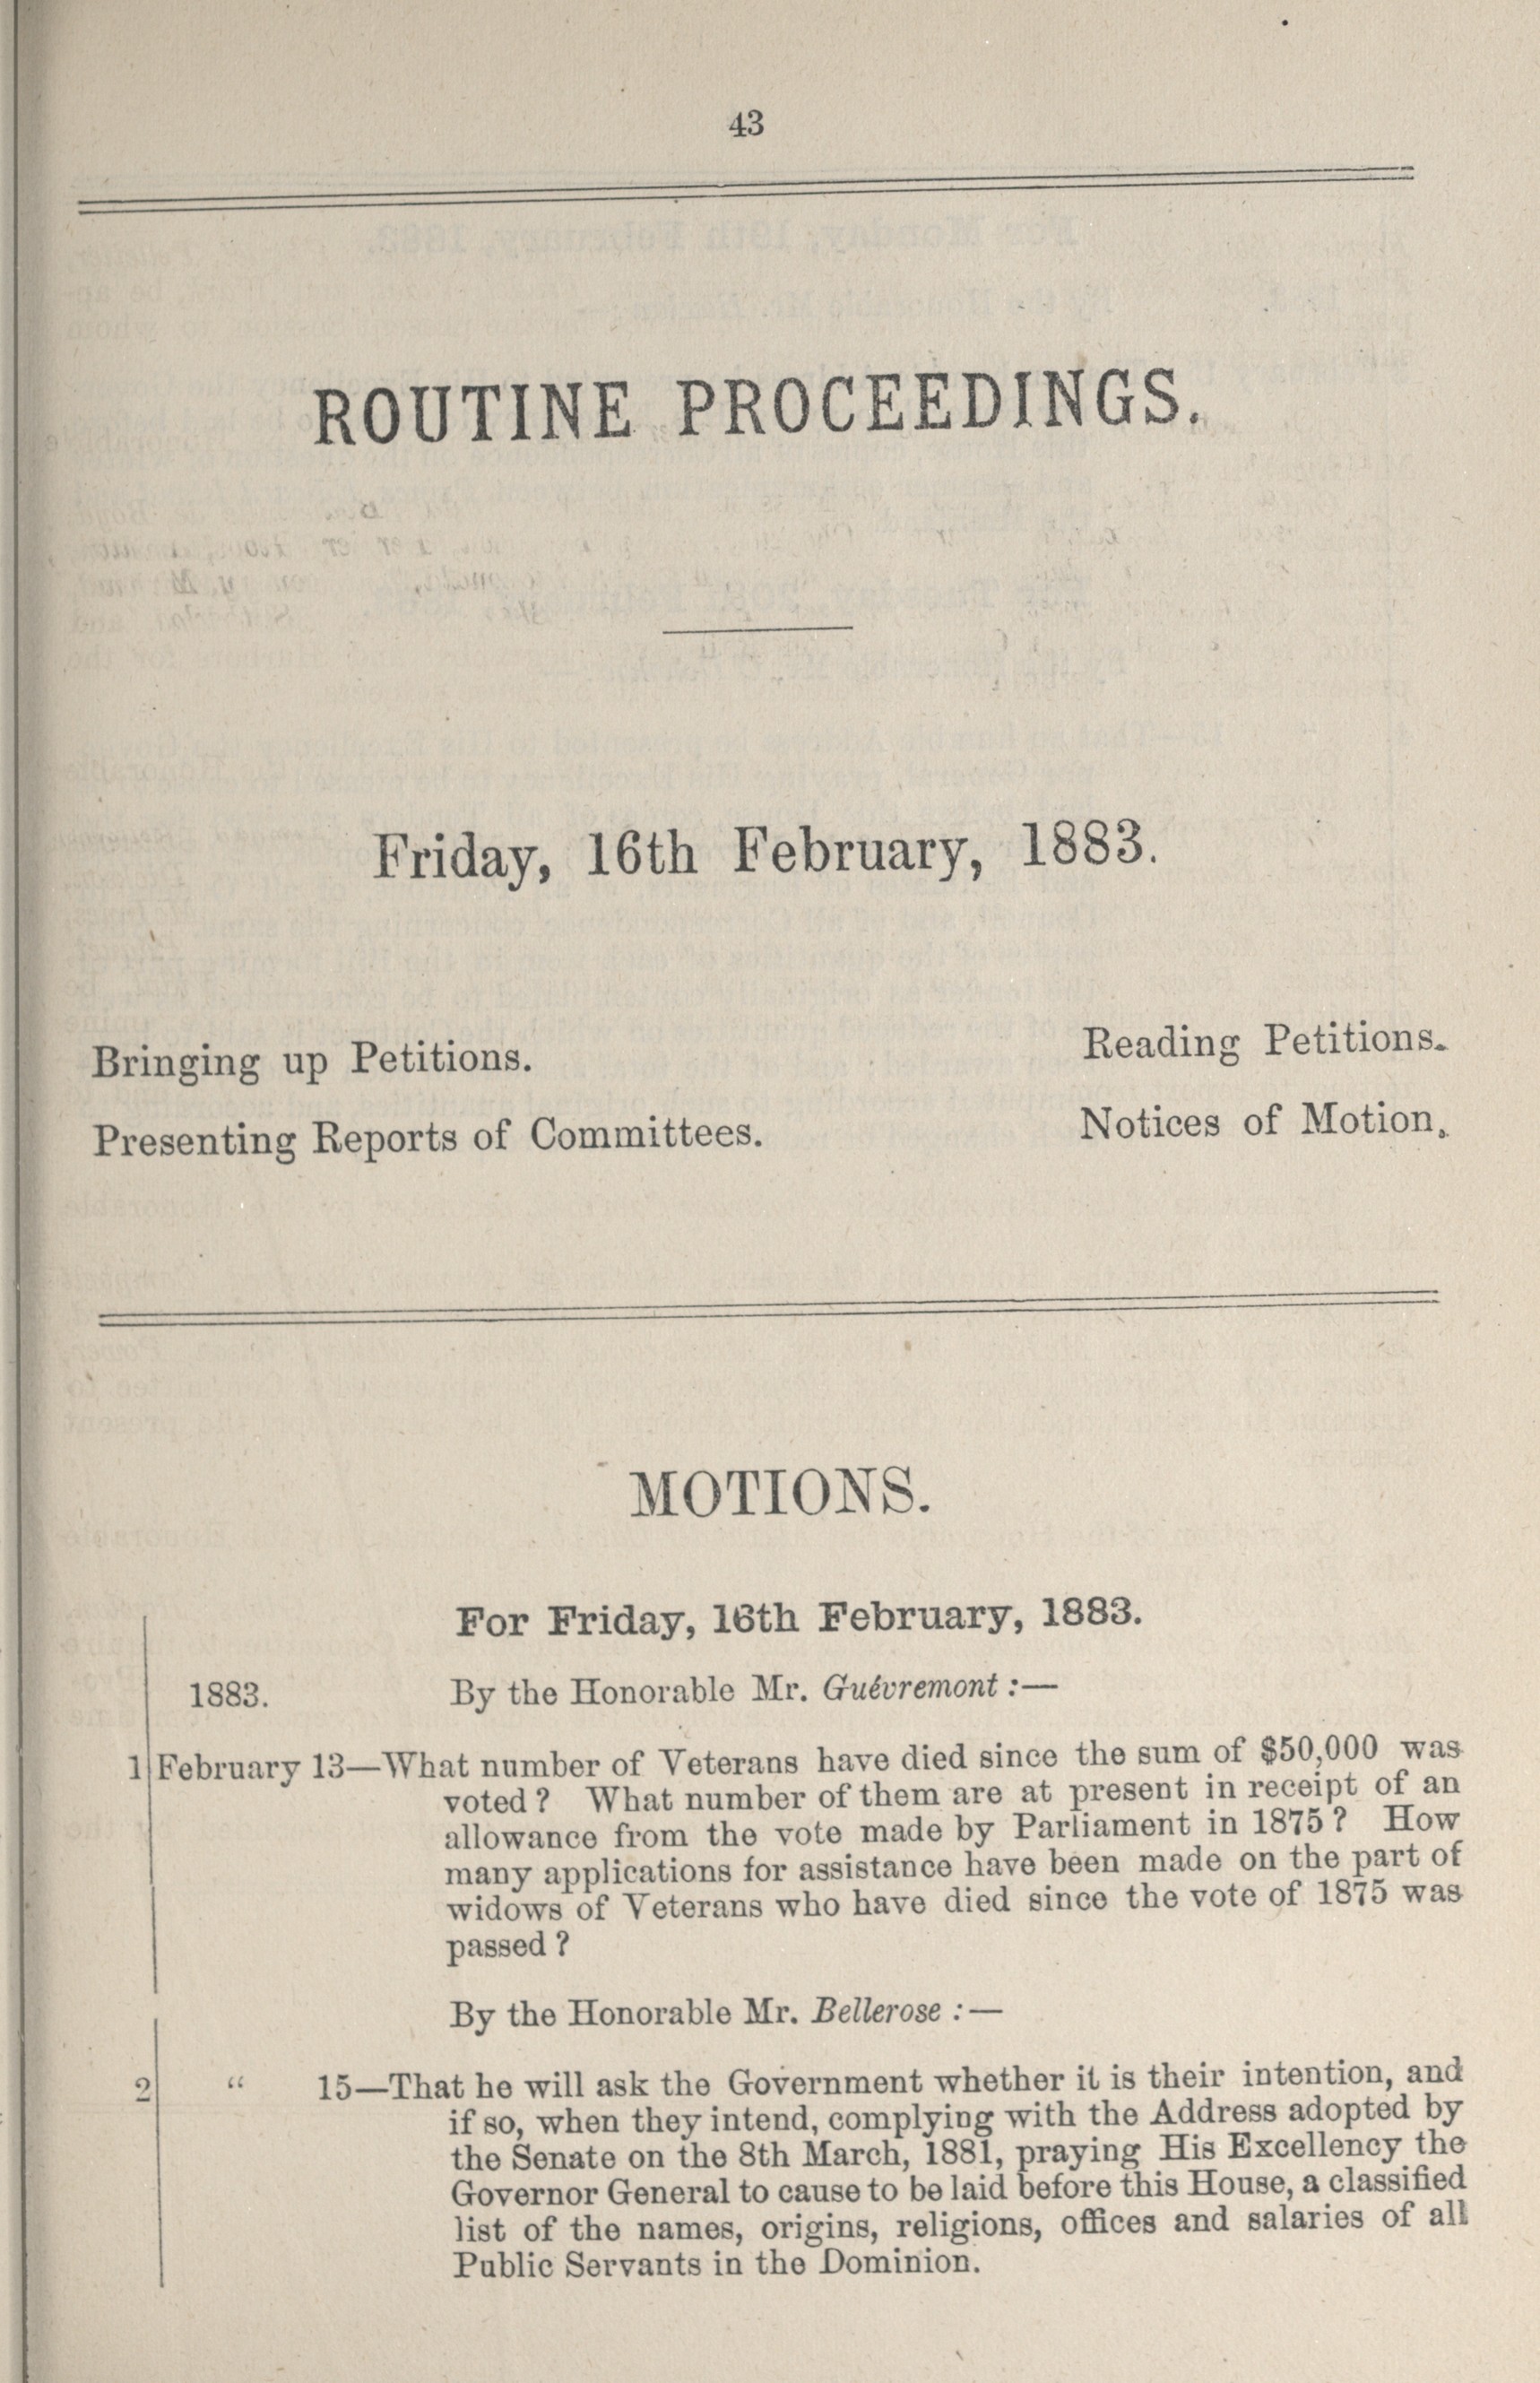 43
ROUTINE PROCEEDINGS.
Friday, 16th February, 1883.
Bringing up Petitions.
Reading Petitions.
Presenting Reports of Committees.
Notices of Motion.
MOTIONS.
For Friday, 16th February, 1883.
1883. By the Honorable Mr. Guévremont :—
1 February 13—What number of Veterans have died since the sum of $50,000 was
voted ? What number of them are at present in receipt of an
allowance from the vote made by Parliament in 1875 ? How
many applications for assistance have been made on the part of
widows of Veterans who have died since the vote of 1875 was
passed ?
By the Honorable Mr. Bellerose :—
2 “ 15—That he will ask the Government whether it is their intention, and
if so, when they intend, complying with the Address adopted by
the Senate on the 8th March, 1881, praying His Excellency the
Governor General to cause to be laid before this House, a classified
list of the names, origins, religions, offices and salaries of all
Public Servants in the Dominion.